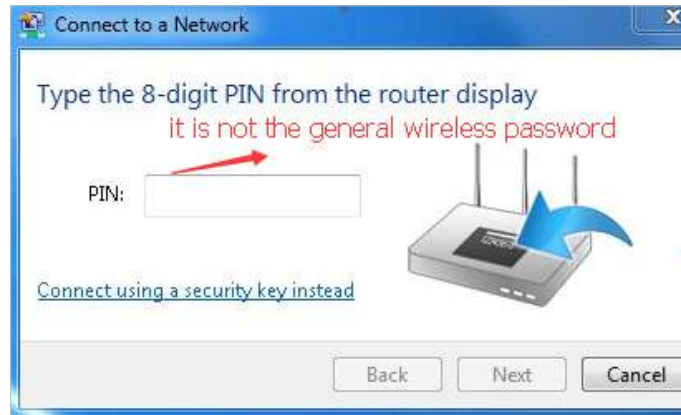 Connect to a Network
Type the 8-digit PIN from the router display
it is not the general wireless password
PIN:
Connect using a security key instead
Back
Next
Cancel